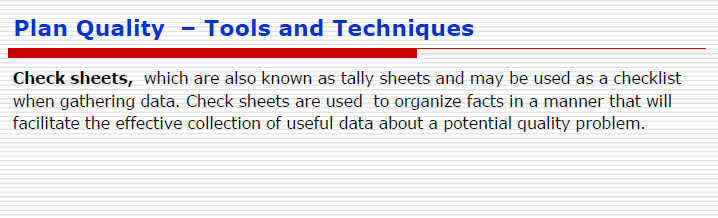 Plan Quality – Tools and Techniques
Check sheets, which are also known as tally sheets and may be used as a checklist
when gathering data. Check sheets are used to organize facts in a manner that will
facilitate the effective collection of useful data about a potential quality problem.